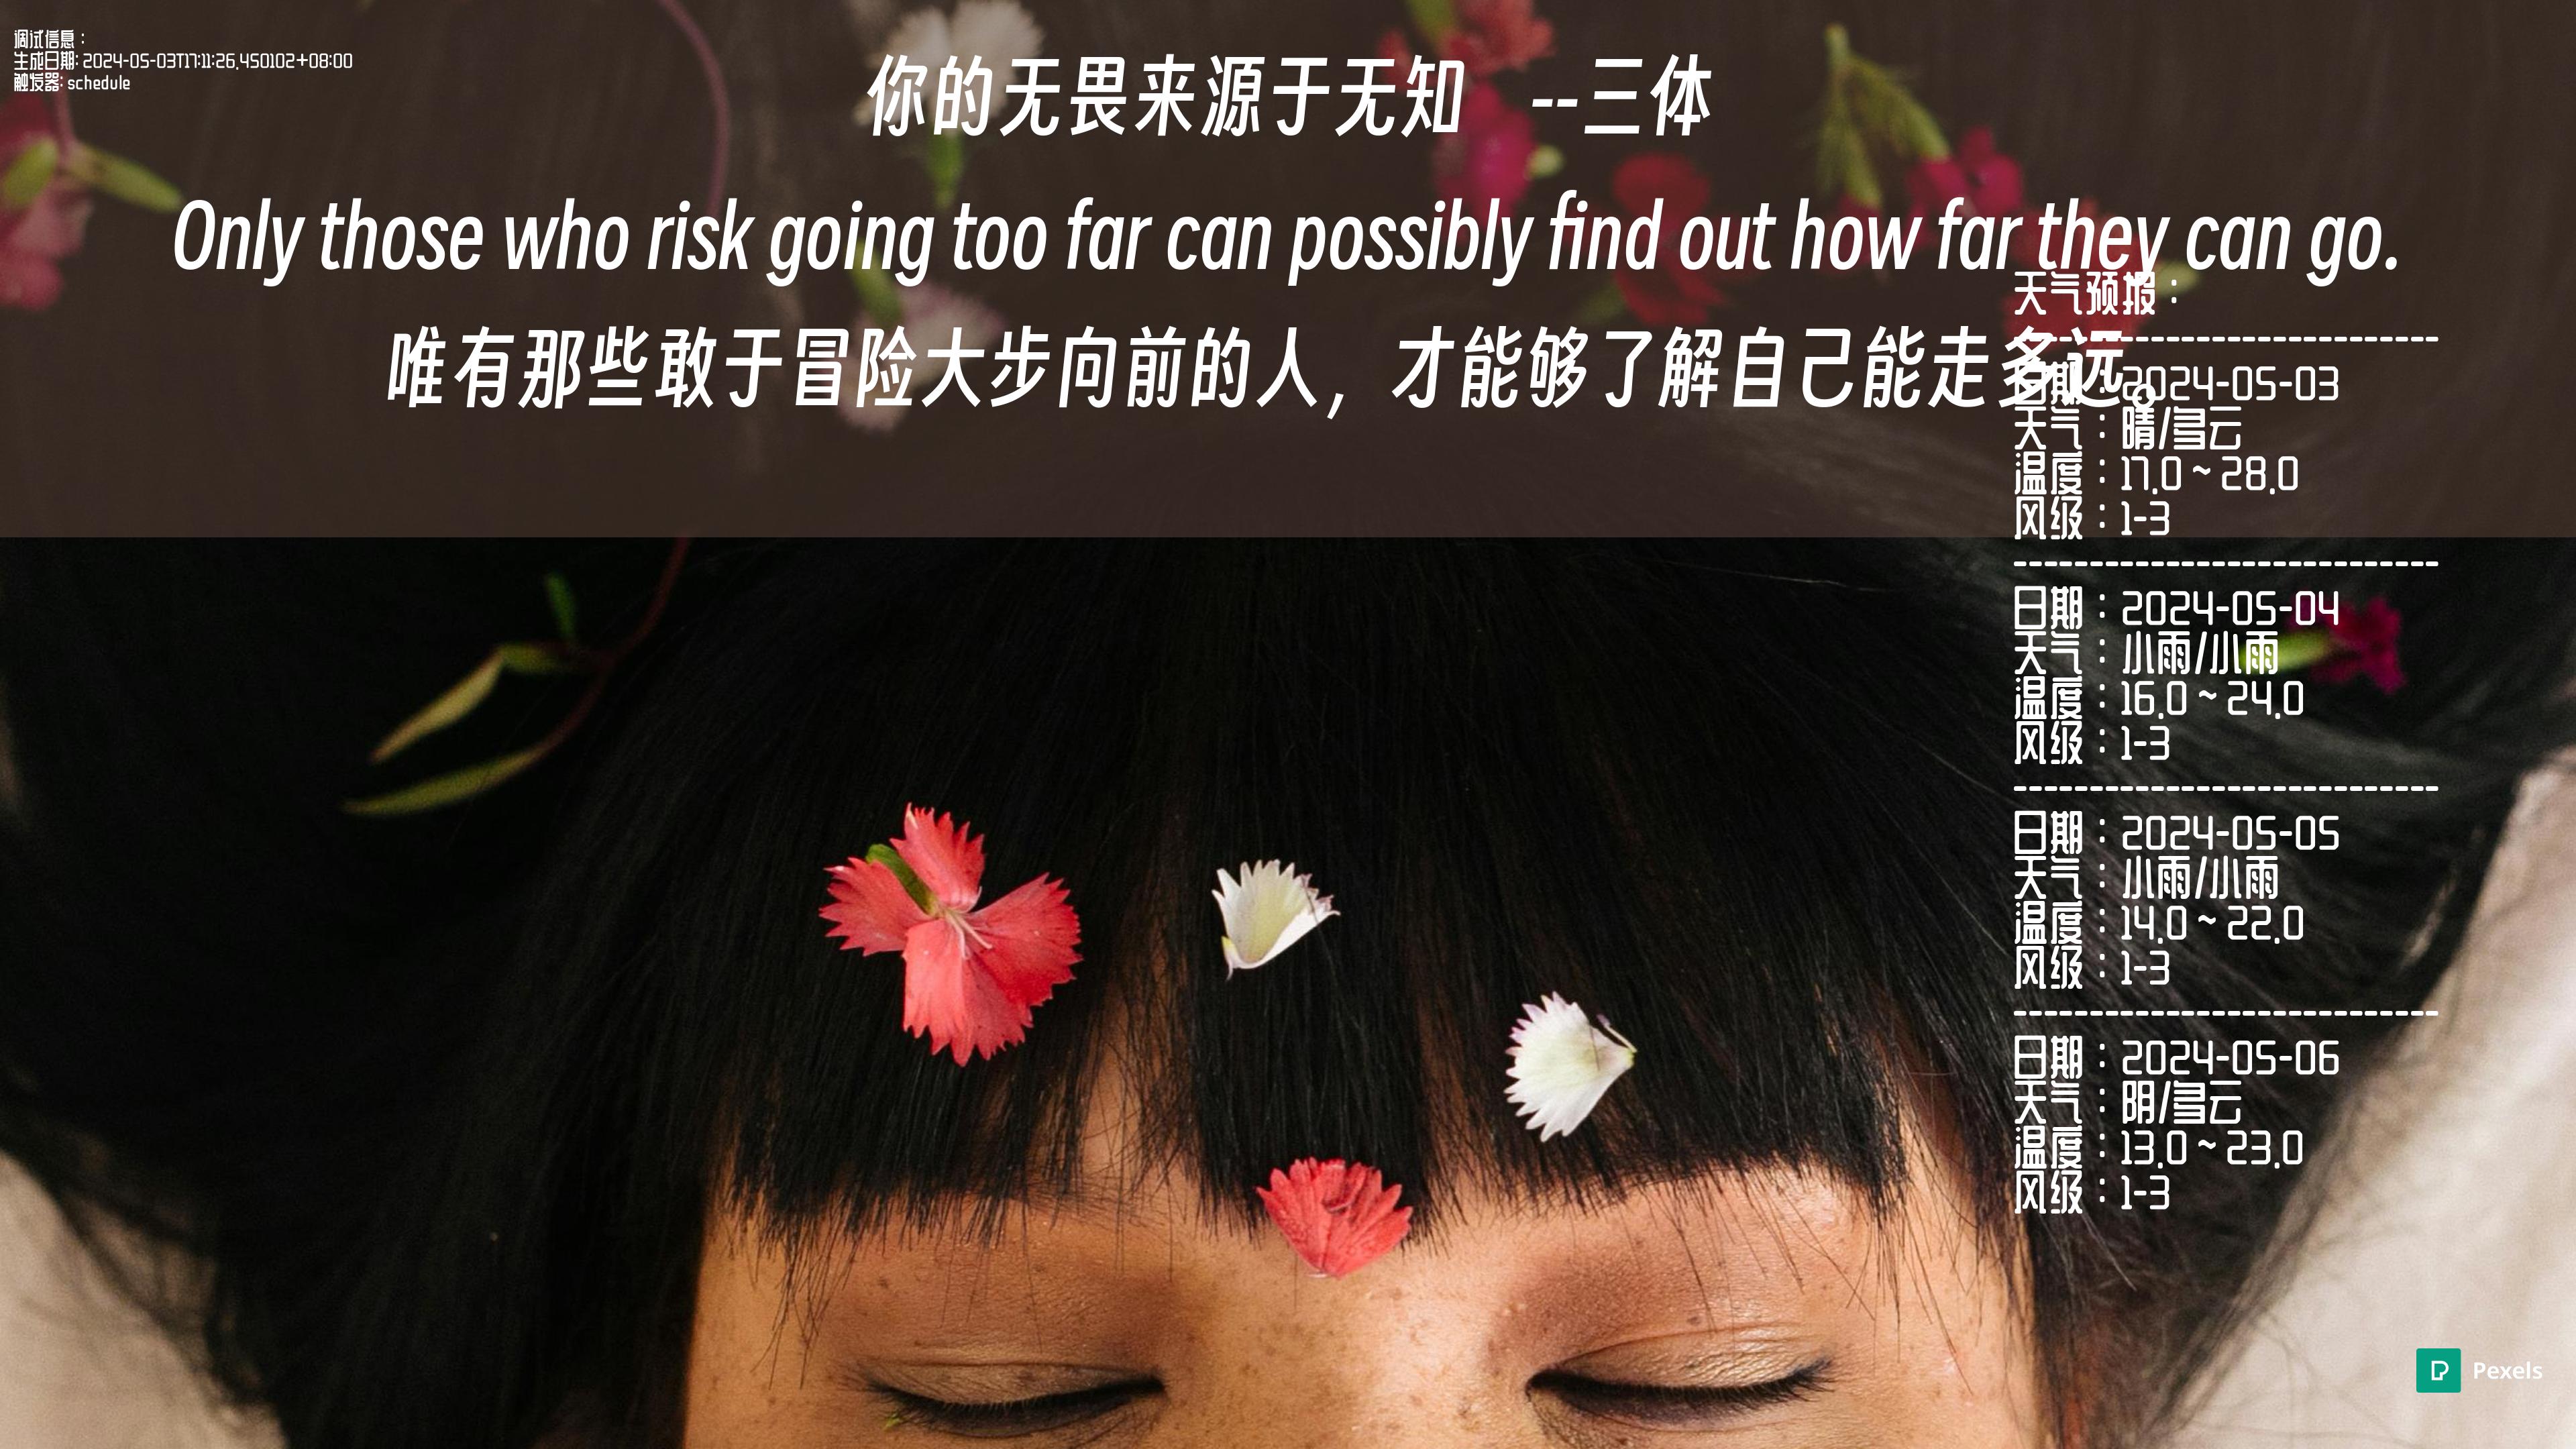 调试信息：
生成日期: 2024-05-03T17:11:26.450102+08:00
触发器: schedule
你的无畏来源于无知 --三体
Only those who risk going too far can possibly find out how far they can go.
唯有那些敢于冒险大步向前的人，才能够了解自己能走多远。
天气预报：
----------------------------
日期：2024-05-03
天气：晴/多云
温度：17.0 ~ 28.0
风级：1-3
----------------------------
日期：2024-05-04
天气：小雨/小雨
温度：16.0 ~ 24.0
风级：1-3
----------------------------
日期：2024-05-05
天气：小雨/小雨
温度：14.0 ~ 22.0
风级：1-3
----------------------------
日期：2024-05-06
天气：阴/多云
温度：13.0 ~ 23.0
风级：1-3
Pexels